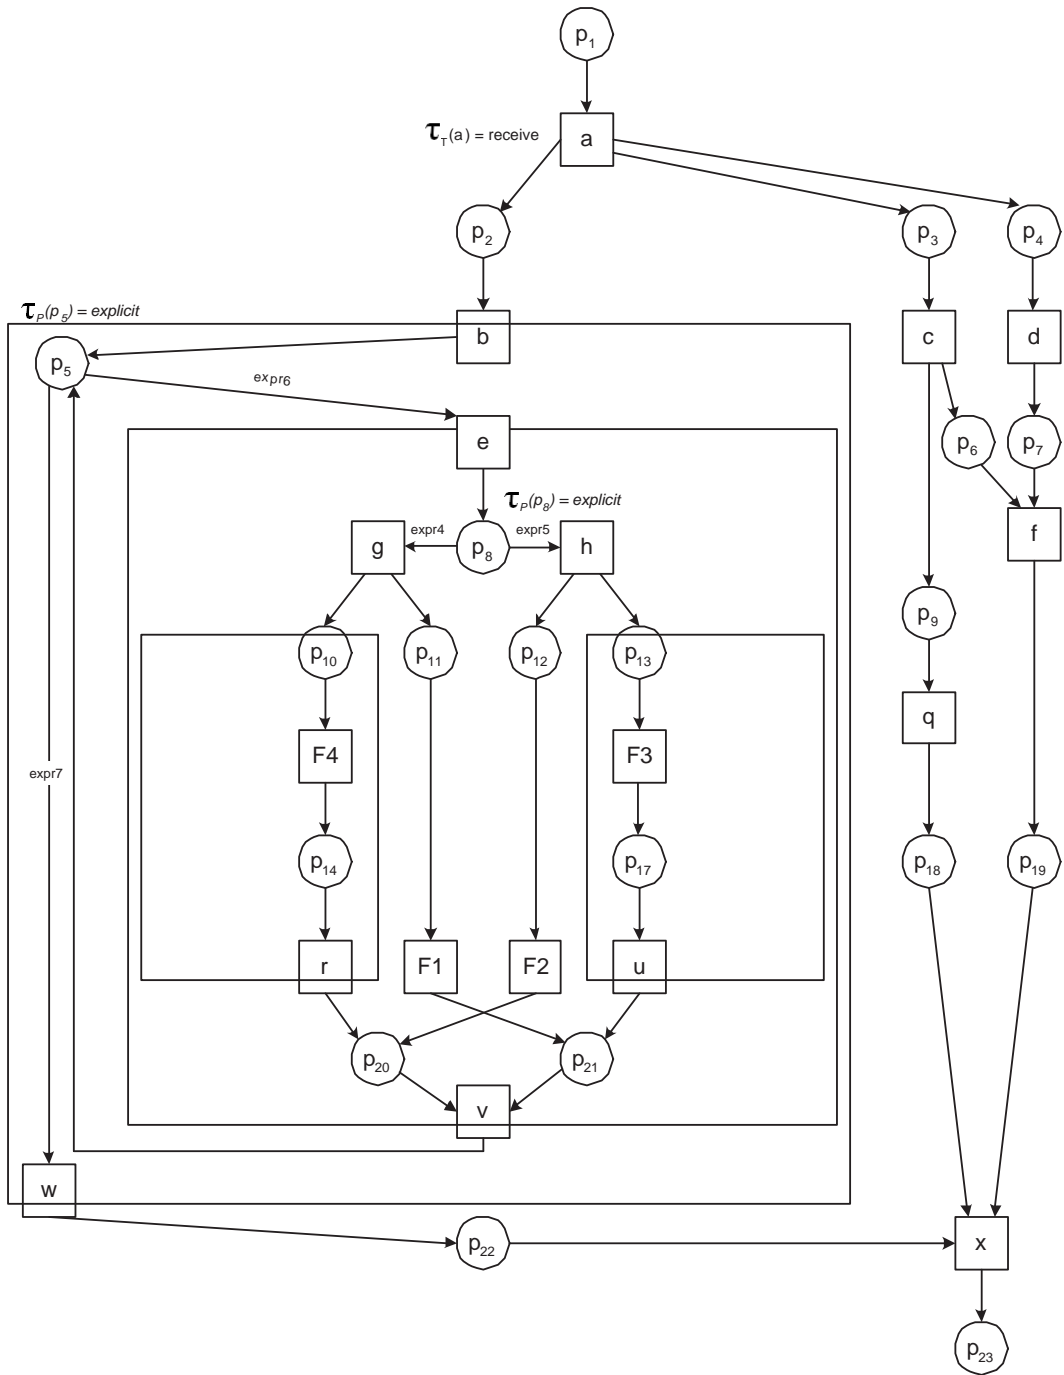 p1
τT(a) = receive
a
p2
p3
p4
τP(p5) = explicit
b
c
d
p5
expr6
e
p6
p7
τP(p8) = explicit
g
expr4
p8
expr5
h
f
p9
p10
p11
p12
p13
q
F4
F3
expr7
p14
p17
p18
p19
r
F1
F2
u
p20
p21
v
w
p22
x
p23